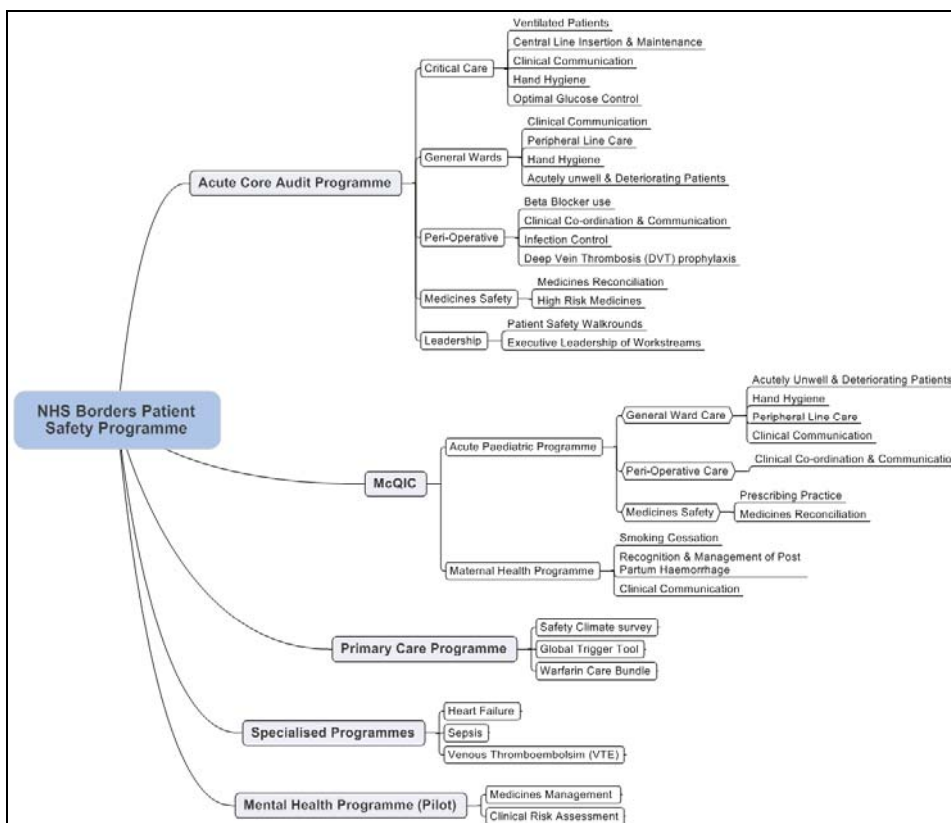 Ventilated Patients
Central Line Insertion & Maintenance
Critical Care
Clinical Communication
Hand Hygiene
Optimal Glucose Control
Clinical Communication
Peripheral Line Care
General Wards
Hand Hygiene
Acutely unwell & Deteriorating Patients
Acute Core Audit Programme
Beta Blocker use
Clinical Co-ordination & Communication
Peri-Operative
Infection Control
Deep Vein Thrombosis (DVT) prophylaxis
Medicines Reconciliation
Medicines Safety
High Risk Medicines
Patient Safety Walkrounds
Leadership
Executive Leadership of Workstreams
NHS Borders Patient
Safety Programme
McQIC
Acute Paediatric Programme
Acutely Unwell & Deteriorating Patients
General Ward Care
Hand Hygiene
Peripheral Line Care
Clinical Communication
Peri-Operative Care
Clinical Co-ordination & Communicatio
Prescribing Practice
Medicines Safety
Medicines Reconciliation
Smoking Cessation
Maternal Health Programme
Recognition & Management of Post
Partum Haemorrhage
Clinical Communication
Primary Care Programme
Safety Climate survey
Global Trigger Tool
Warfarin Care Bundle
Specialised Programmes
Heart Failure
Sepsis
Venous Thromboembolsim (VTE)
Mental Health Programme (Pilot)
Medicines Management
Clinical Risk Assessment